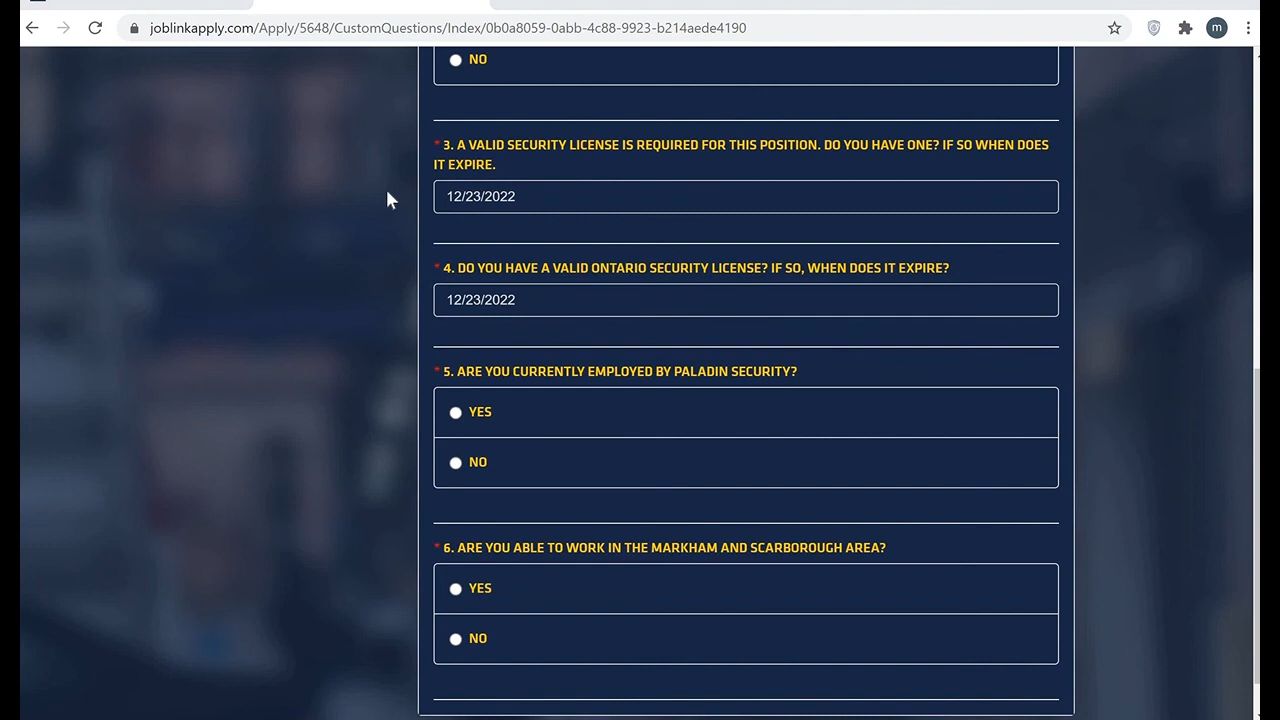 joblinkapply.com/Apply/5648/CustomQuestions/Index/0b0a8059-0abb-4c88-9923-b214aede4190
m
NO
* 3. A VALID SECURITY LICENSE IS REQUIRED FOR THIS POSITION. DO YOU HAVE ONE? IF SO WHEN DOES
IT EXPIRE.
12/23/2022
* 4. DO YOU HAVE A VALID ONTARIO SECURITY LICENSE? IF SO, WHEN DOES IT EXPIRE?
12/23/2022
* 5. ARE YOU CURRENTLY EMPLOYED BY PALADIN SECURITY?
YES
NO
* 6. ARE YOU ABLE TO WORK IN THE MARKHAM AND SCARBOROUGH AREA?
YES
NO